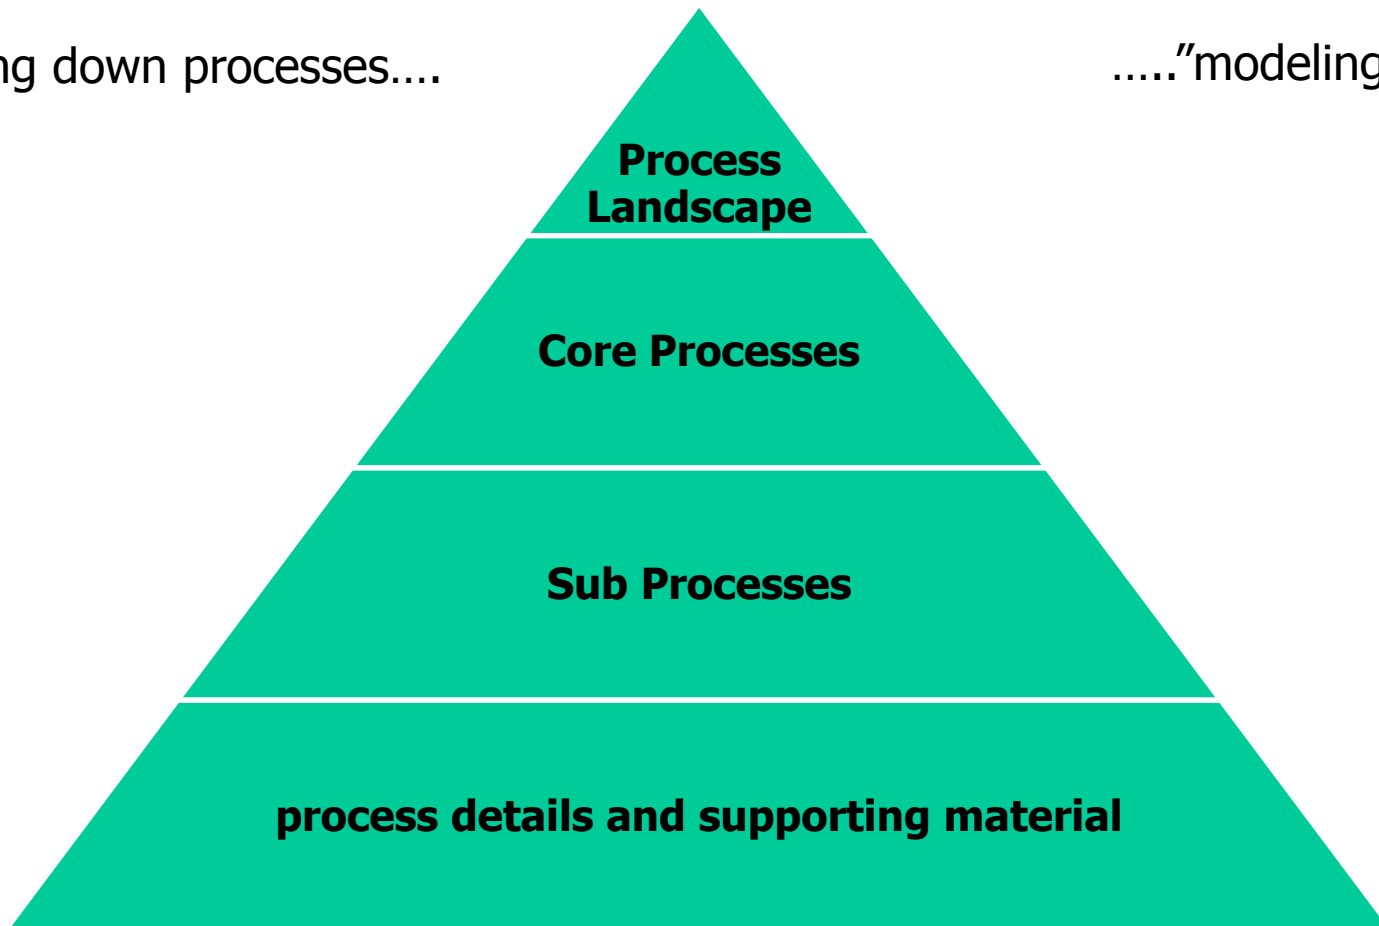 ng down processes....
....."modeling
Process
Landscape
Core Processes
Sub Processes
process details and supporting material